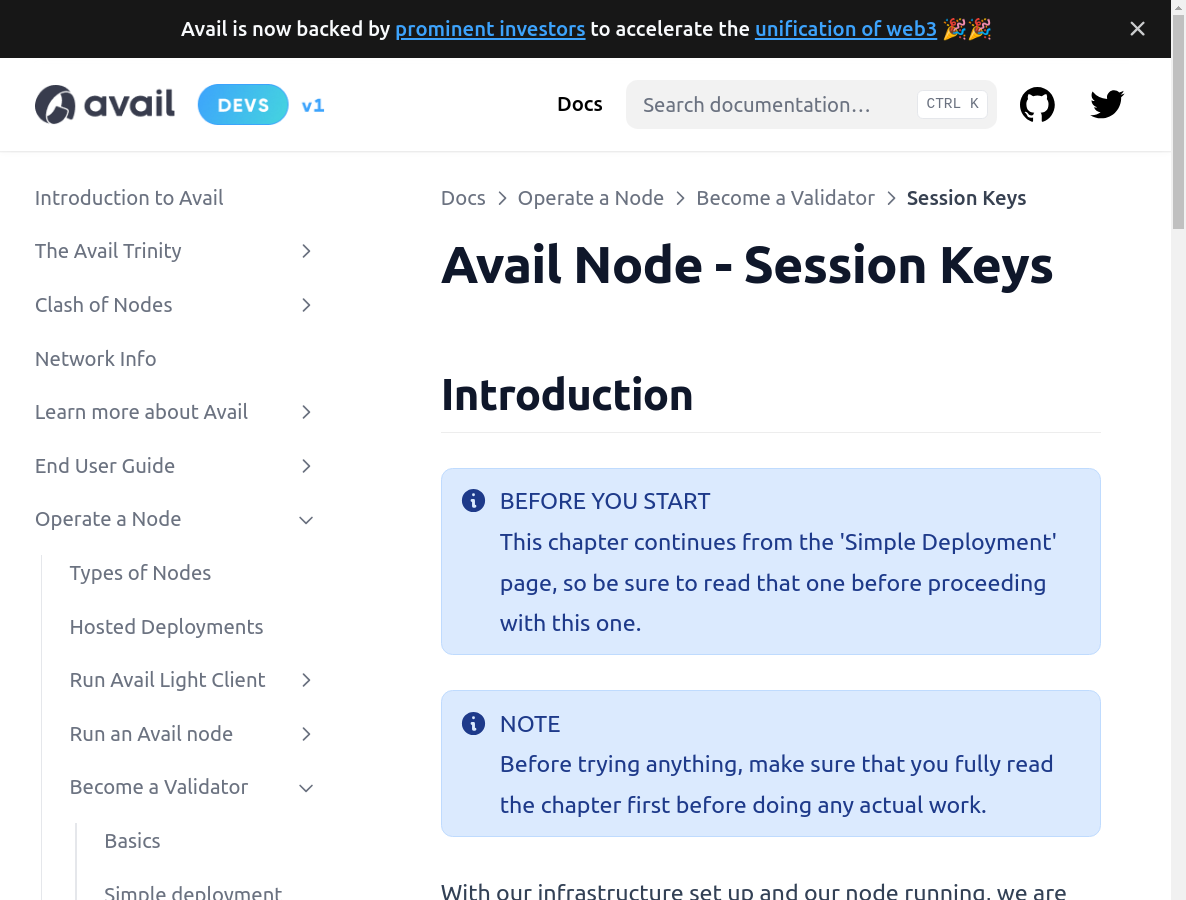 Avail is now backed by prominent investors to accelerate the unification of web3 🎉🎉
avail DEVS v1
Docs
Search documentation…
CTRL K
Introduction to Avail
The Avail Trinity
Clash of Nodes
Network Info
Learn more about Avail
End User Guide
Operate a Node
Types of Nodes
Hosted Deployments
Run Avail Light Client
Run an Avail node
Become a Validator
Basics
Simple deployment
Docs > Operate a Node > Become a Validator > Session Keys
Avail Node - Session Keys
Introduction
BEFORE YOU START
This chapter continues from the 'Simple Deployment'
page, so be sure to read that one before proceeding
with this one.
NOTE
Before trying anything, make sure that you fully read
the chapter first before doing any actual work.
With our infrastructure set up and our node running, we are